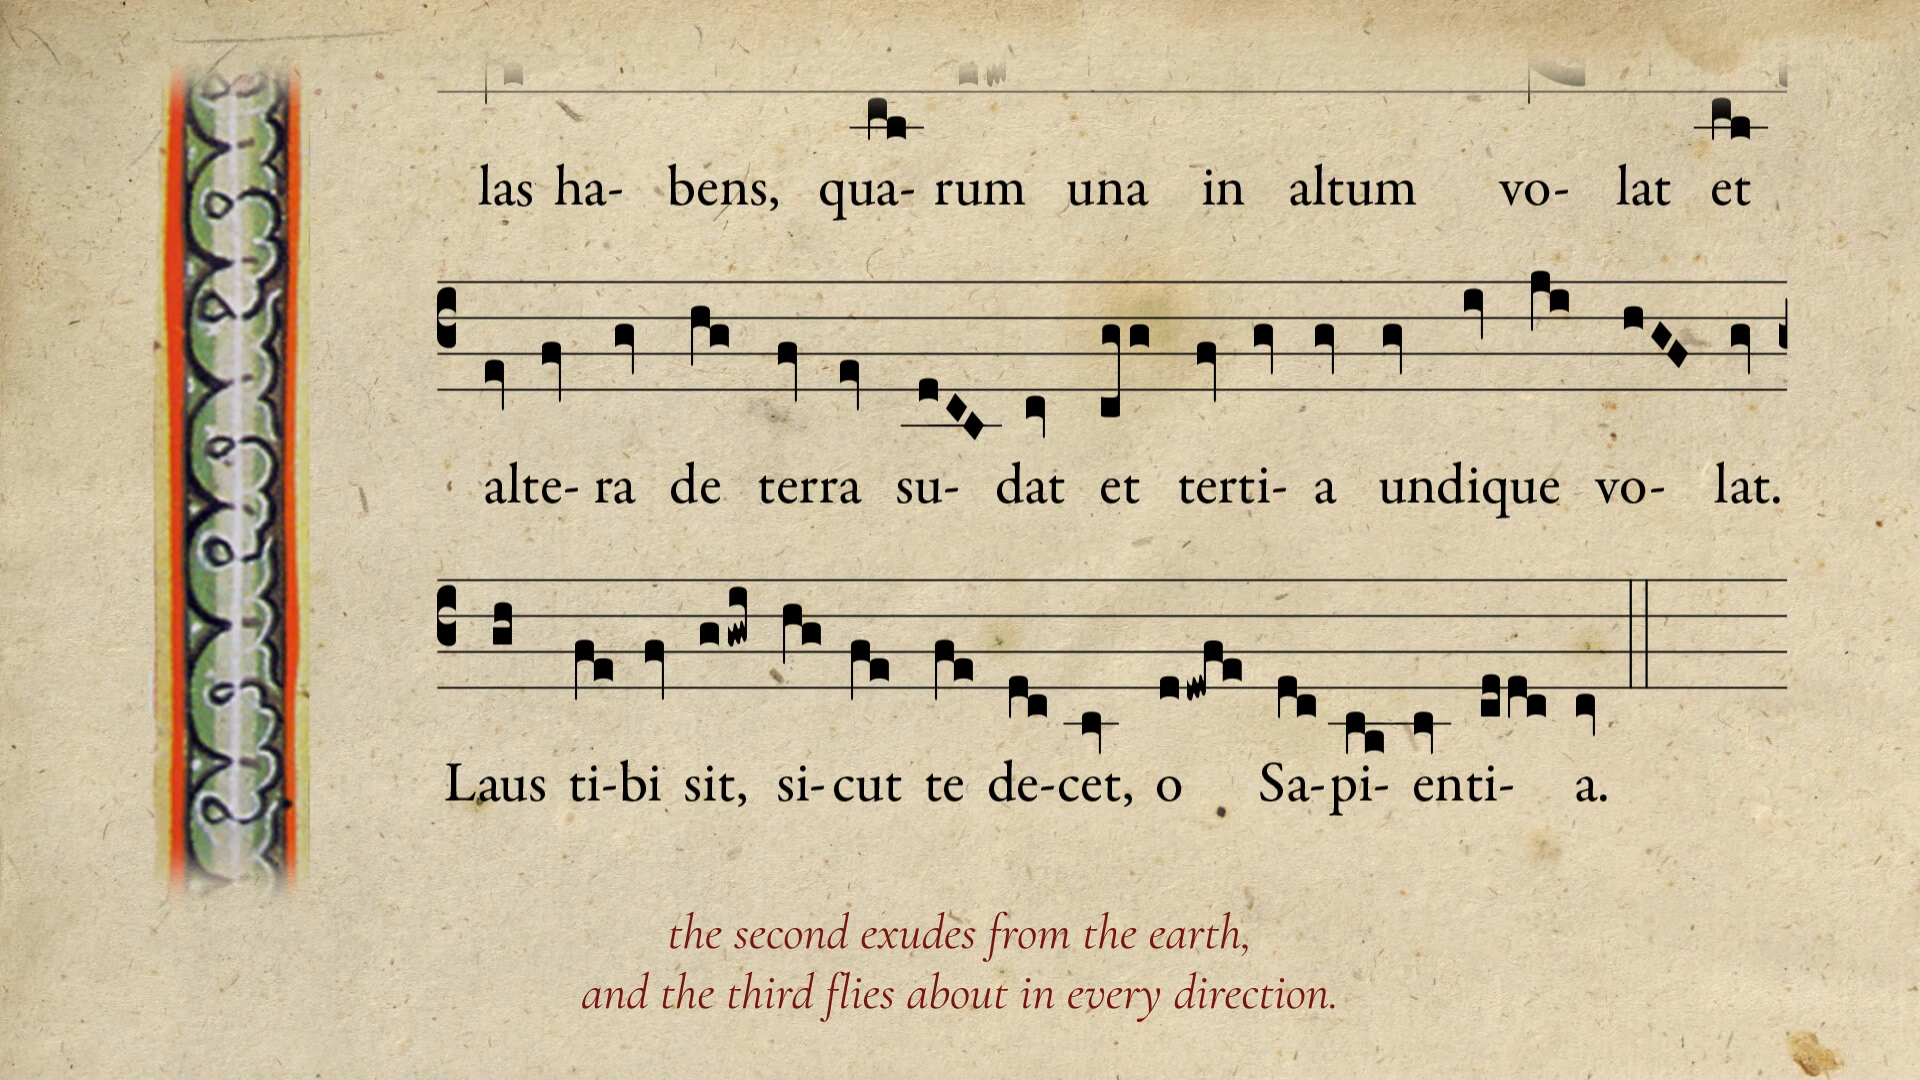 las ha- bens, qua- rum una in altum vo- lat et
alte- ra de terra su- dat et terti- a undique vo- lat.
Laus ti-bi sit, si-cut te de-cet, o Sa-pi- enti- a.
the second exudes from the earth,
and the third flies about in every direction.